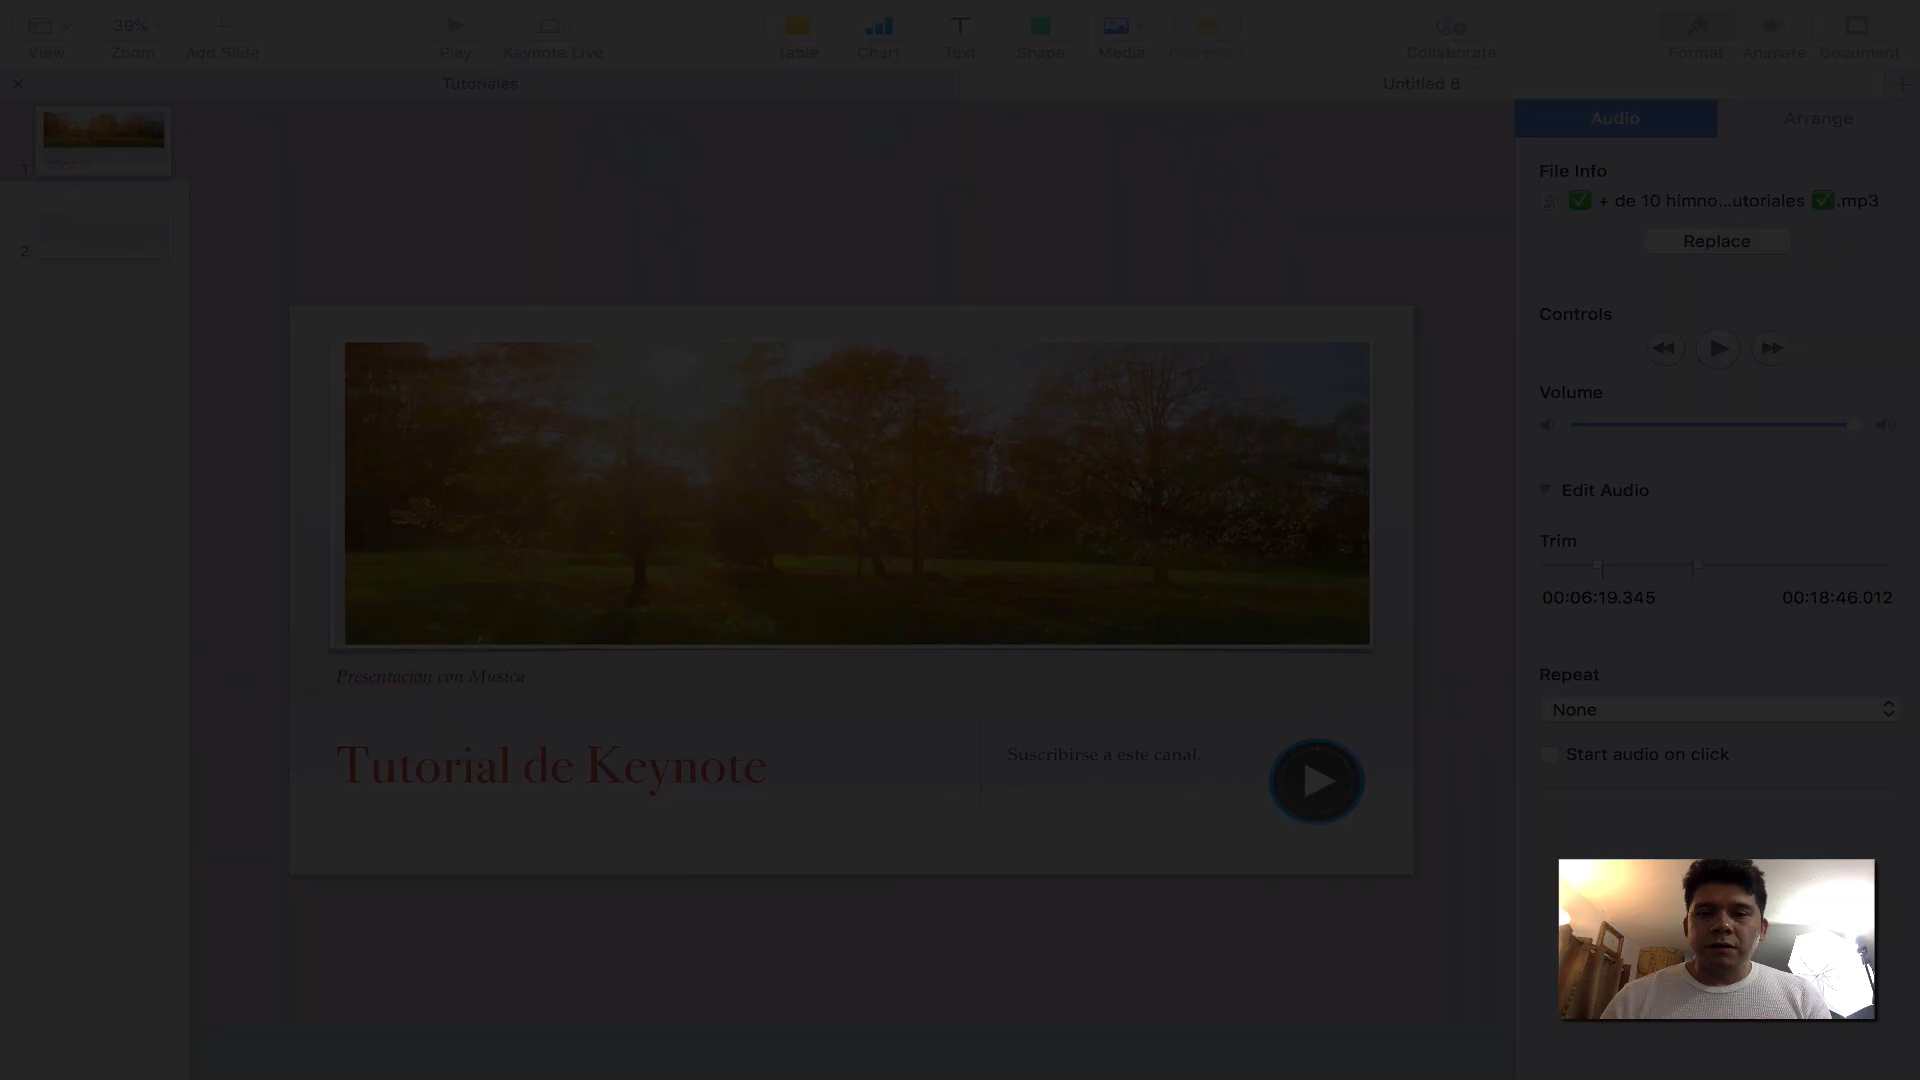 39%
View
Zoom
Add Slide
Play
Keynote Live
Table
Chart
Text
Shape
Media
Comment
Collaborate
Format
Animate
Document
Tutoriales
Untitled 8
Audio
Arrange
File Info
✅ + de 10 himno...utoriales ✅.mp3
Replace
Controls
Volume
Edit Audio
Trim
00:06:19.345
00:18:46.012
Repeat
None
Start audio on click
1
2
Presentacion con Musica
Tutorial de Keynote
Suscribirse a este canal.